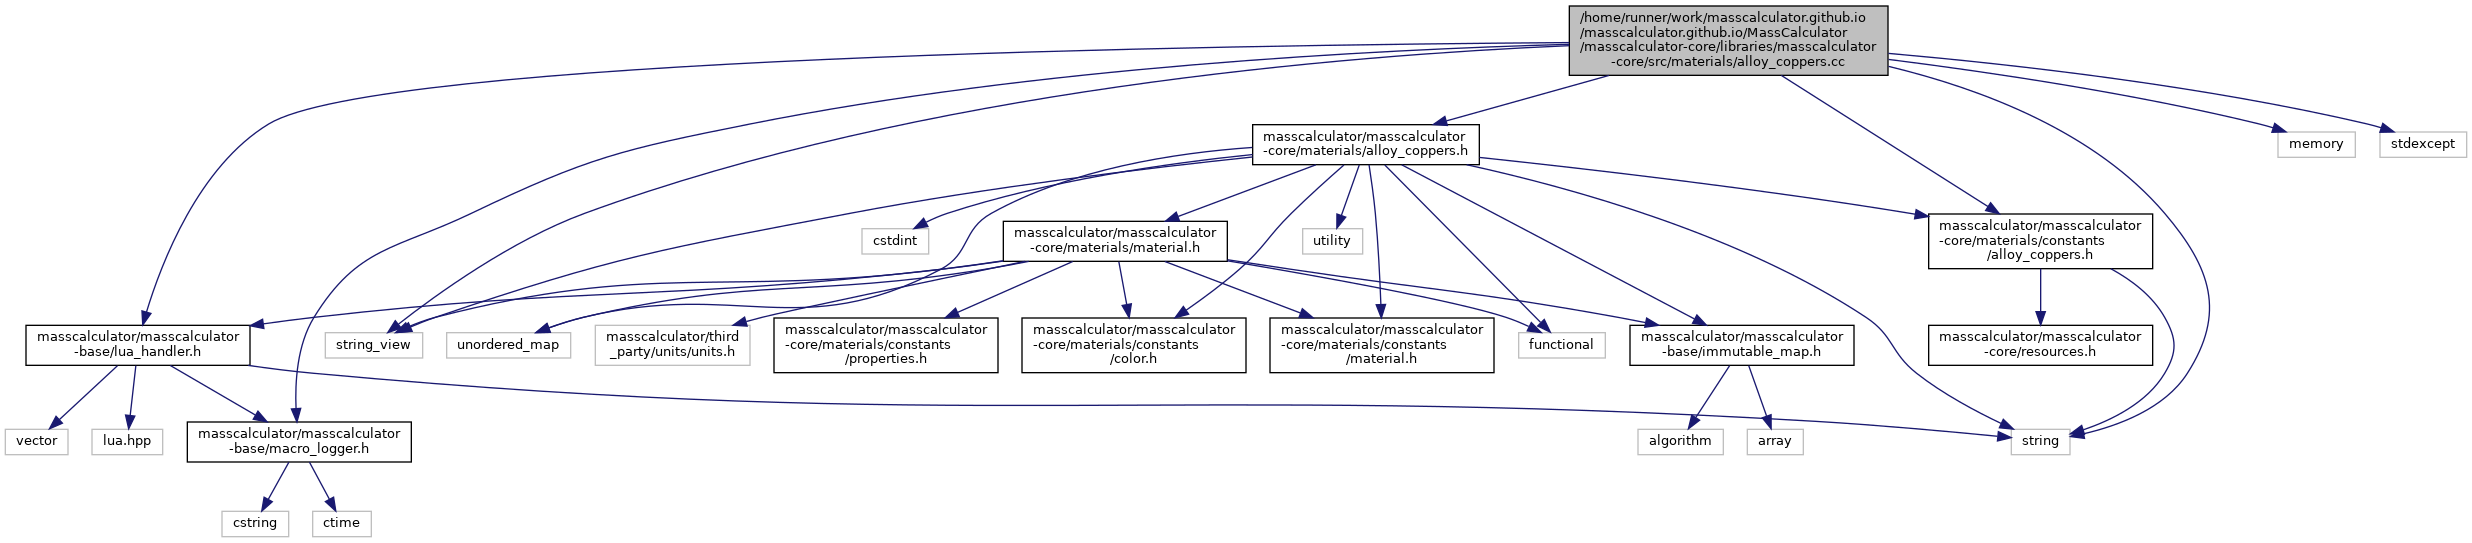 /home/runner/work/masscalculator.github.io
/masscalculator.github.io/MassCalculator
/masscalculator-core/libraries/masscalculator
-core/src/materials/alloy_coppers.cc
masscalculator/masscalculator
-core/materials/alloy_coppers.h
memory
stdexcept
cstdint
masscalculator/masscalculator
-core/materials/material.h
utility
masscalculator/masscalculator
-core/materials/constants
/alloy_coppers.h
masscalculator/masscalculator
-base/lua_handler.h
string_view
unordered_map
masscalculator/third
_party/units/units.h
masscalculator/masscalculator
-core/materials/constants
/properties.h
masscalculator/masscalculator
-core/materials/constants
/color.h
masscalculator/masscalculator
-core/materials/constants
/material.h
functional
masscalculator/masscalculator
-base/immutable_map.h
masscalculator/masscalculator
-core/resources.h
vector
lua.hpp
masscalculator/masscalculator
-base/macro_logger.h
algorithm
array
string
cstring
ctime